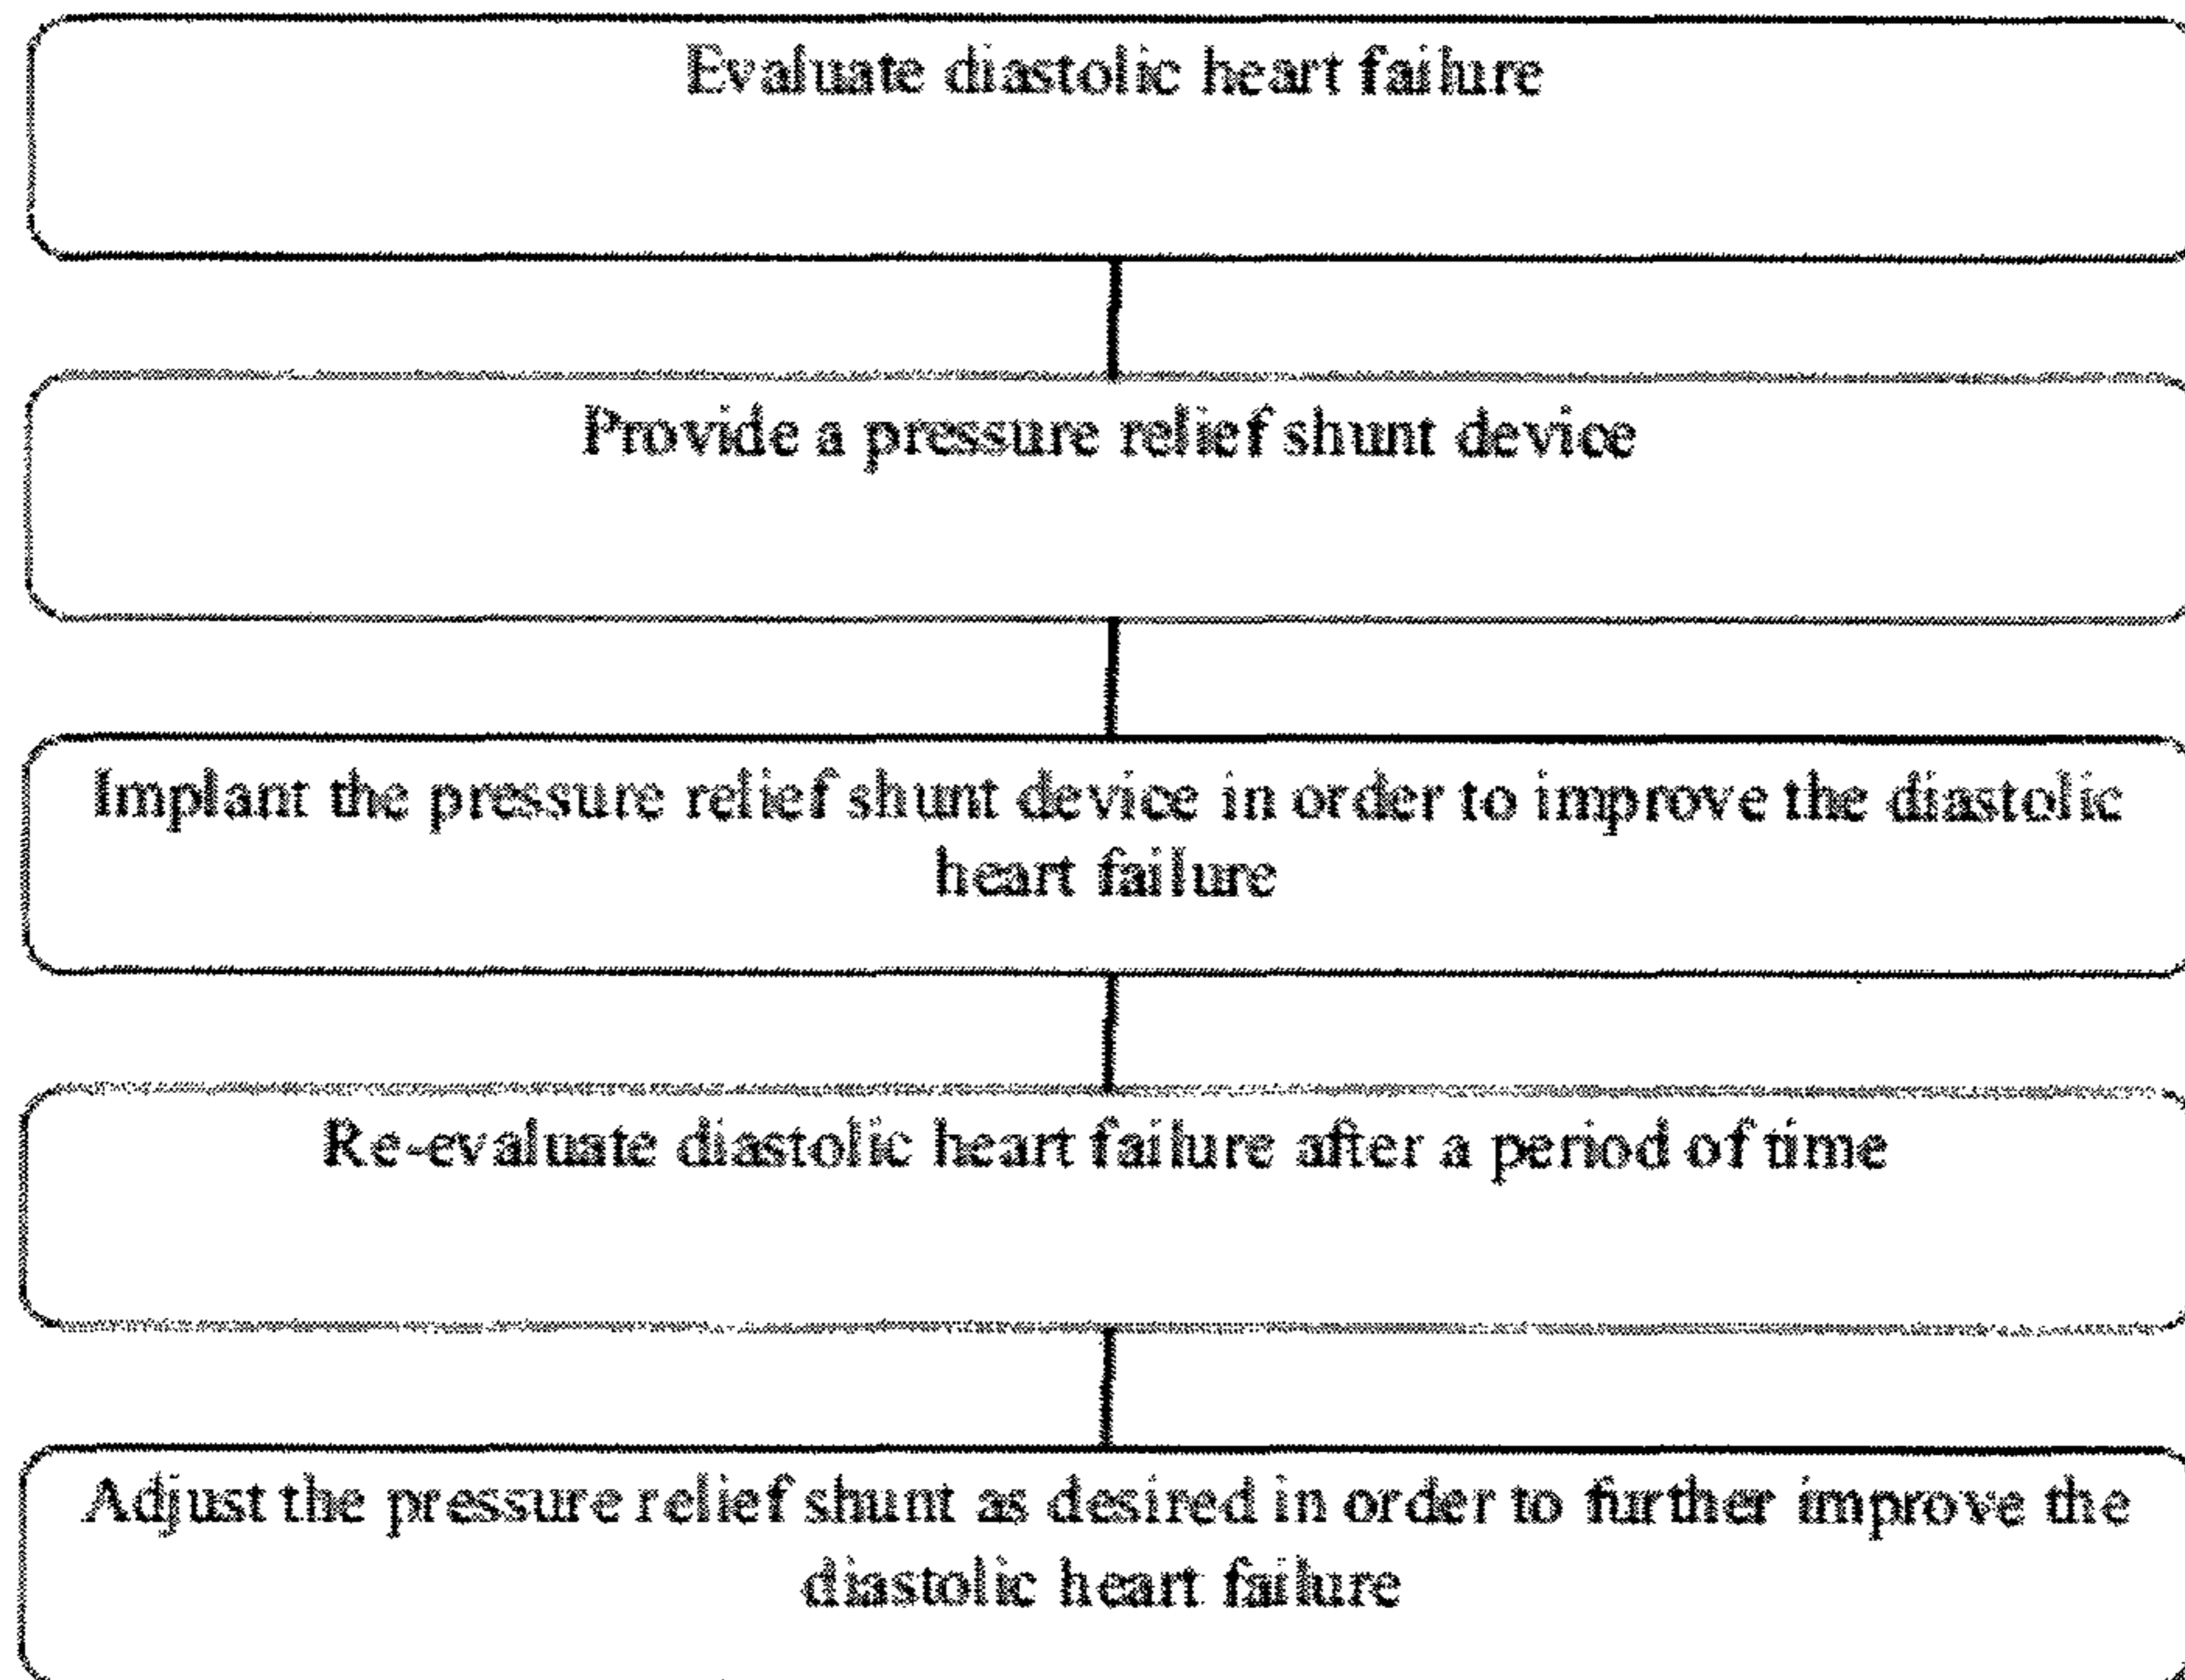 Evaluate diastolic heart failure
Provide a pressure relief shunt device
Implant the pressure relief shunt device in order to improve the diastolic
heart failure
Re-evaluate diastolic heart failure after a period of time
Adjust the pressure relief shunt as desired in order to further improve the
diastolic heart failure